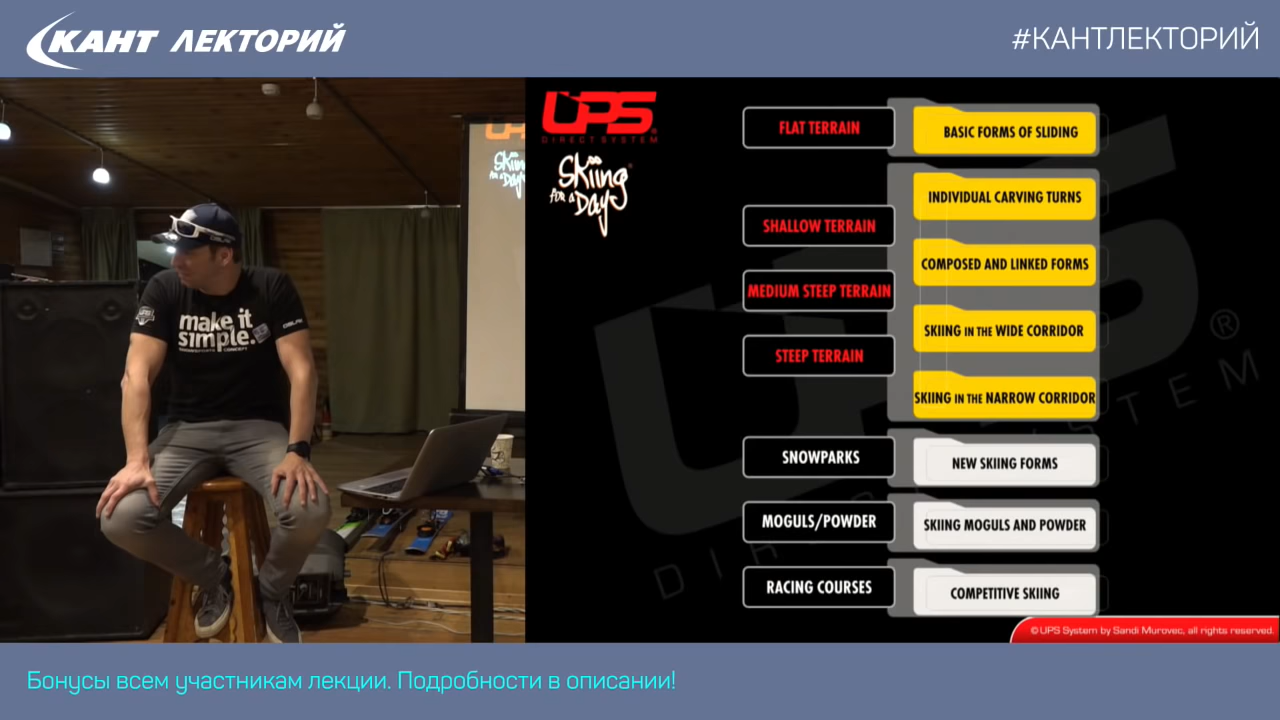 КАНТ ЛЕКТОРИЙ
#КАНТЛЕКТОРИЙ
UPS®
DIRECT SYSTEM
Skiing
FOR A
Day
make it
simple.
UPS
FLAT TERRAIN
BASIC FORMS OF SLIDING
INDIVIDUAL CARVING TURNS
SHALLOW TERRAIN
COMPOSED AND LINKED FORMS
MEDIUM STEEP TERRAIN
SKIING IN THE WIDE CORRIDOR
STEEP TERRAIN
SKIING IN THE NARROW CORRIDOR
SNOWPARKS
NEW SKIING FORMS
MOGULS/POWDER
SKIING MOGULS AND POWDER
RACING COURSES
COMPETITIVE SKIING
© UPS System by Sandi Murovec, all rights reserved.
Бонусы всем участникам лекции. Подробности в описании!